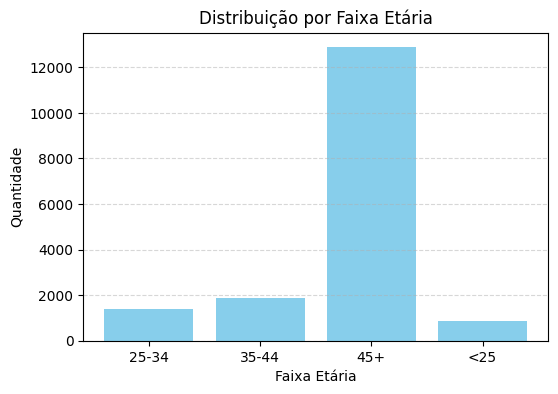 Distribuição por Faixa Etária
Quantidade
12000
10000
8000
6000
4000
2000
0
25-34 35-44 45+ <25
Faixa Etária